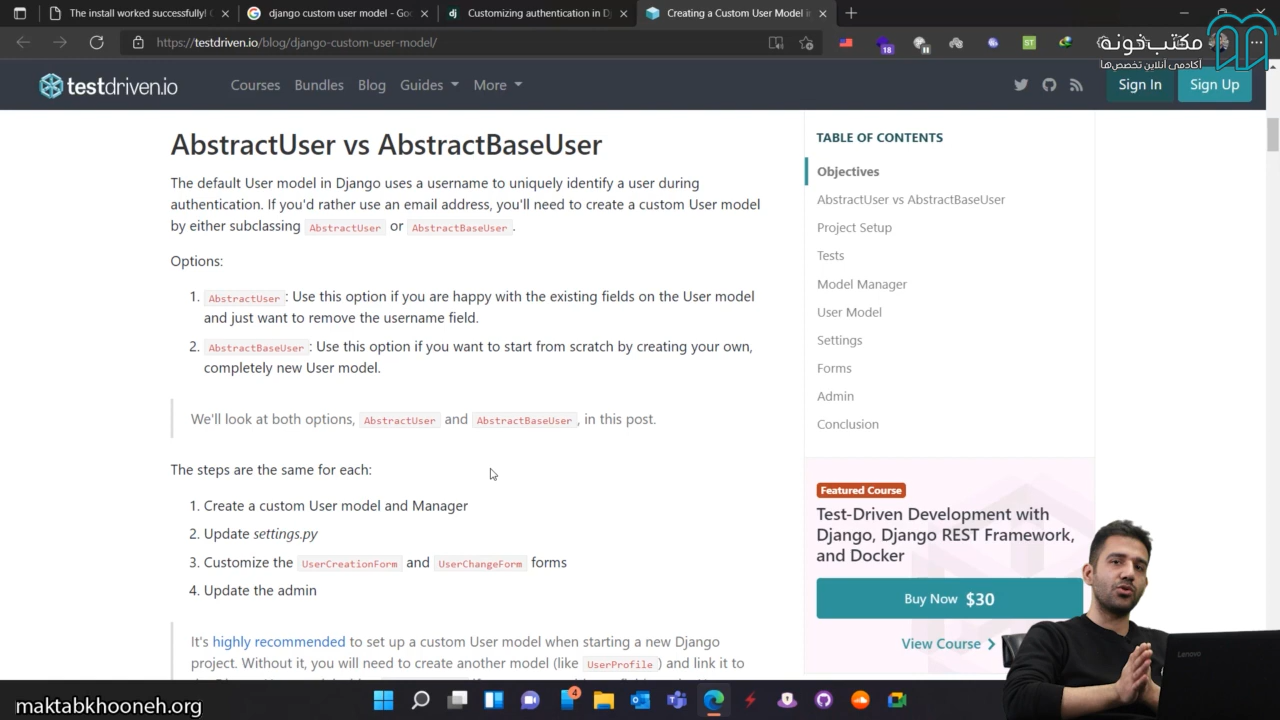 The install worked successfully! C
django custom user model - Goo
Customizing authentication in D
Creating a Custom User Model in
https://testdriven.io/blog/django-custom-user-model/
18
ST
مکتب‌خونه
آکادمی آنلاین تخصص‌ها
testdriven.io
Courses
Bundles
Blog
Guides
More
Sign In
Sign Up
AbstractUser vs AbstractBaseUser
The default User model in Django uses a username to uniquely identify a user during
authentication. If you'd rather use an email address, you'll need to create a custom User model
by either subclassing AbstractUser or AbstractBaseUser.
Options:
1. AbstractUser: Use this option if you are happy with the existing fields on the User model
and just want to remove the username field.
2. AbstractBaseUser: Use this option if you want to start from scratch by creating your own,
completely new User model.
We'll look at both options, AbstractUser and AbstractBaseUser, in this post.
The steps are the same for each:
1. Create a custom User model and Manager
2. Update settings.py
3. Customize the UserCreationForm and UserChangeForm forms
4. Update the admin
It's highly recommended to set up a custom User model when starting a new Django
project. Without it, you will need to create another model (like UserProfile) and link it to
TABLE OF CONTENTS
Objectives
AbstractUser vs AbstractBaseUser
Project Setup
Tests
Model Manager
User Model
Settings
Forms
Admin
Conclusion
Featured Course
Test-Driven Development with
Django, Django REST Framework,
and Docker
Buy Now $30
View Course
Lenovo
4
maktabkhooneh.org